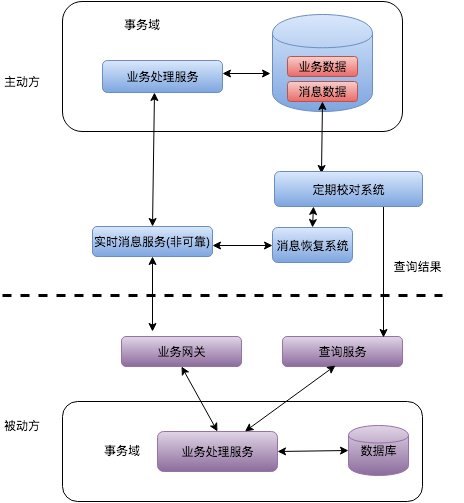 事务域
业务处理服务
业务数据
消息数据
主动方
定期校对系统
实时消息服务(非可靠)
消息恢复系统
查询结果
业务网关
查询服务
被动方
事务域
业务处理服务
数据库